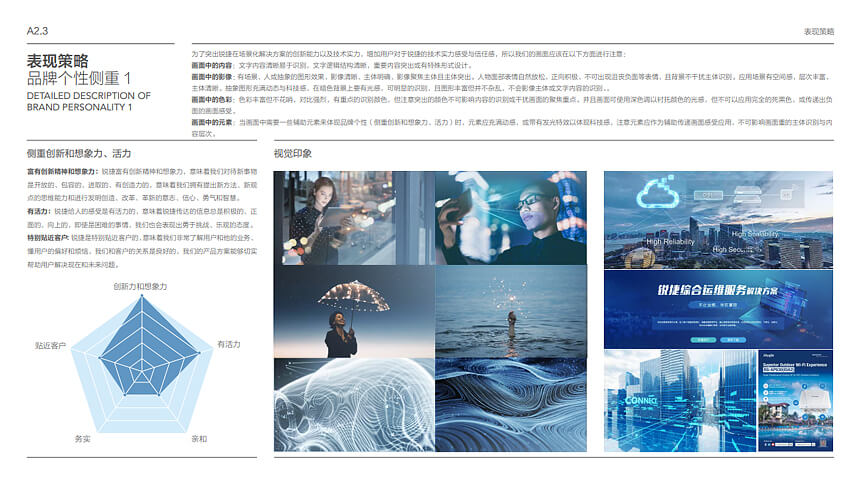 A2.3
表现策略
表现策略
品牌个性侧重 1
DETAILED DESCRIPTION OF
BRAND PERSONALITY 1
为了突出锐捷在场景化解决方案的创新能力以及技术实力，增加用户对于锐捷的技术实力感受与信任感，所以我们的画面应该在以下方面进行注意：
画面中的内容：文字内容清晰易于识别，文字逻辑结构清晰，重要内容突出或有特殊形式设计。
画面中的影像：有场景、人或抽象的图形效果，影像清晰、主体明确，影像聚焦主体且主体突出。人物面部表情自然放松，正向积极，不可出现沮丧负面等表情，且背景不干扰主体识别。应用场景有空间感，层次丰富，
主体清晰。抽象图形充满动态与科技感，在暗色背景上要有光感，可明显的识别，且图形丰富但并不杂乱，不会影响主体或文字内容的识别.。
画面中的色彩：色彩丰富但不花哨，对比强烈，有重点的识别颜色，但注意突出的颜色不可影响内容的识别或干扰画面的聚焦重点，并且画面可使用深色调以衬托颜色的光感，但不可以应用完全的死黑色，或传递出负
面的画面感受。
画面中的元素：当画面中需要一些辅助元素来体现品牌个性（侧重创新和想象力、活力）时，元素应充满动感，或带有发光特效以体现科技感，注意元素应作为辅助传递画面感受应用，不可影响画面重的主体识别与内
容层次。
侧重创新和想象力、活力
富有创新精神和想象力：锐捷富有创新精神和想象力，意味着我们对待新事物
是开放的、包容的、进取的、有创造力的，意味着我们拥有提出新方法、新观
点的思维能力和进行发明创造、改革、革新的意志、信心、勇气和智慧。
有活力：锐捷给人的感受是有活力的，意味着锐捷传达的信息总是积极的、正
面的、向上的，即使是困难的事情，我们也会表现出勇于挑战、乐观的态度。
特别贴近客户：锐捷是特别贴近客户的，意味着我们非常了解用户和他的业务、
懂用户的偏好和烦恼，我们和客户的关系是良好的，我们的产品方案能够切实
帮助用户解决现在和未来问题。
创新力和想象力
贴近客户
有活力
务实
亲和
视觉印象
High Reliability
High Scalability
High Sec...
锐捷综合运维服务解决方案
CONNECT
Superior Outdoor Wi-Fi Experience